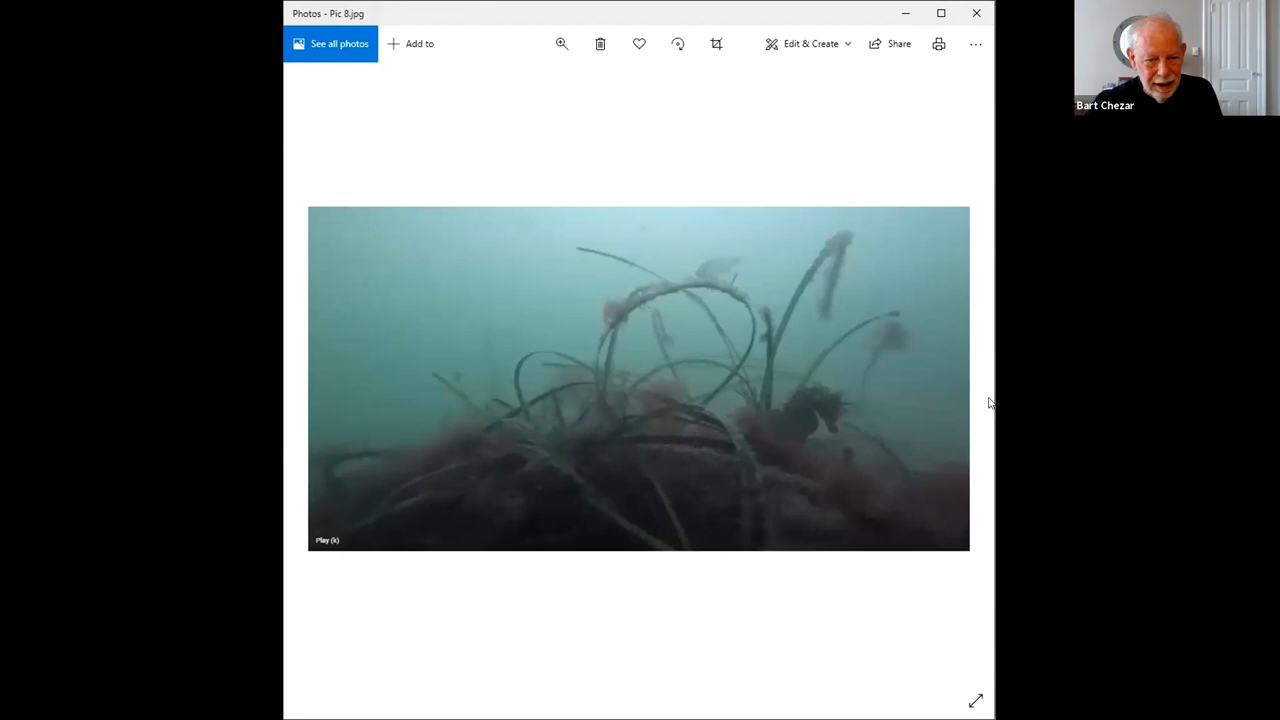 Photos - Pic 8.jpg
See all photos
Add to
Edit & Create
Share
Bart Chezar
Play (k)